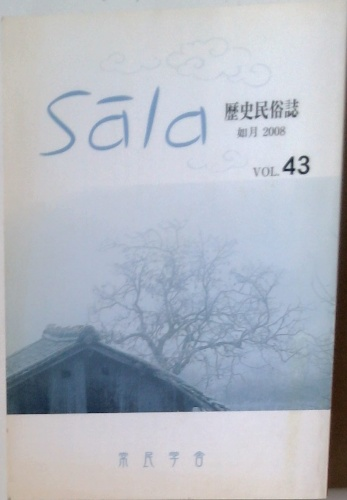 Sāla
歴史民俗誌
如月 2008
VOL. 43
常民学舎